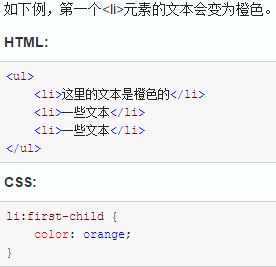 如下例，第一个<li>元素的文本会变为橙色。
HTML:
<ul>
    <li>这里的文本是橙色的</li>
    <li>一些文本</li>
    <li>一些文本</li>
</ul>
CSS:
li:first-child {
    color: orange;
}